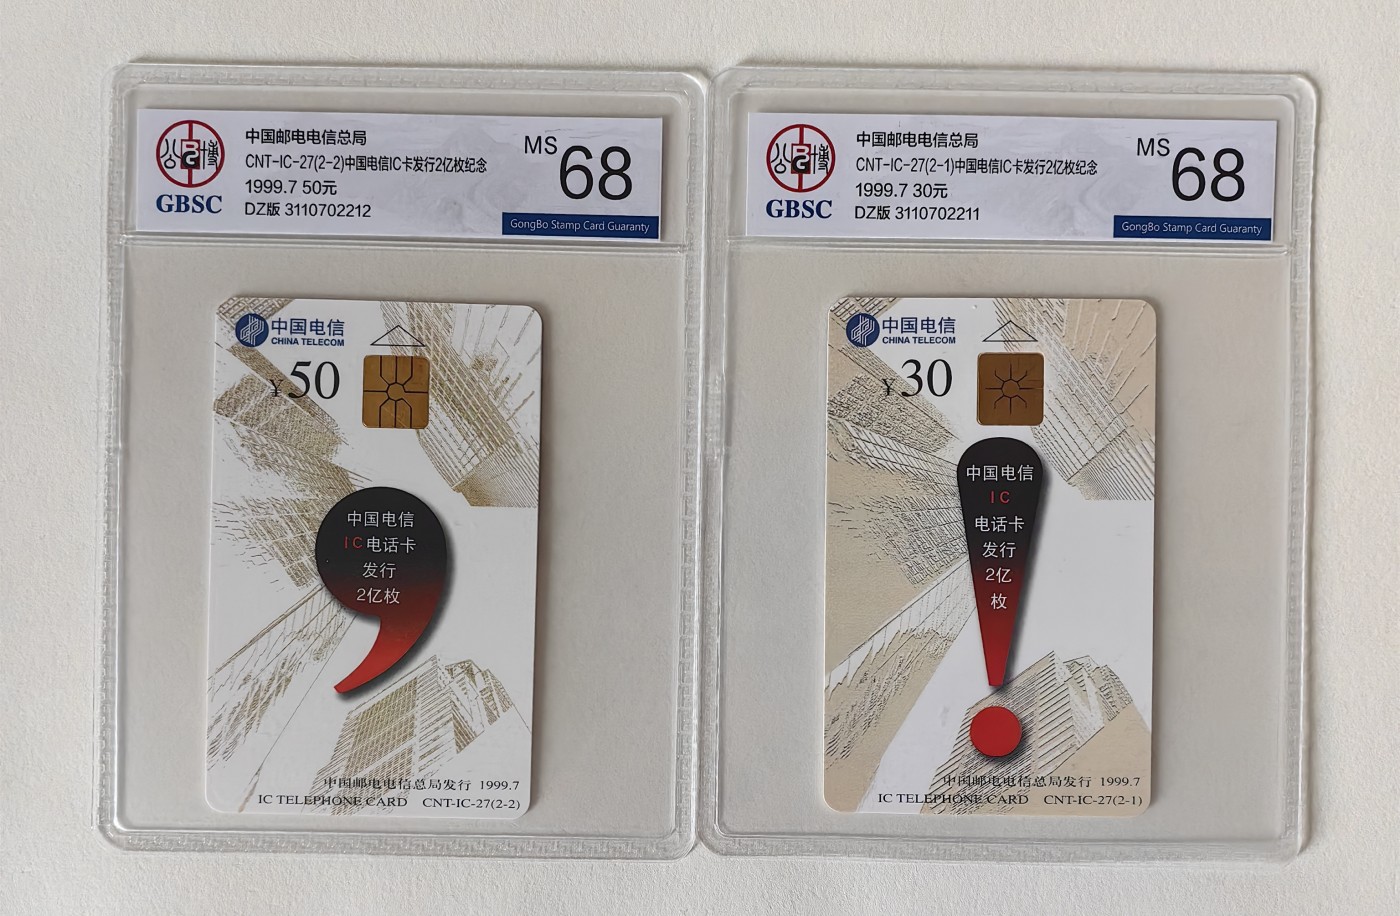 中国邮电电信总局
CNT-IC-27(2-2)中国电信IC卡发行2亿枚纪念
1999.7 50元
DZ版 3110702212
MS 68
公博
GBSC
GongBo Stamp Card Guaranty
中国电信
CHINA TELECOM
¥50
中国电信
IC电话卡
发行
2亿枚
中国邮电电信总局发行 1999.7
IC TELEPHONE CARD CNT-IC-27(2-2)
中国邮电电信总局
CNT-IC-27(2-1)中国电信IC卡发行2亿枚纪念
1999.7 30元
DZ版 3110702211
MS 68
公博
GBSC
GongBo Stamp Card Guaranty
中国电信
CHINA TELECOM
¥30
中国电信
IC
电话卡
发行
2亿
枚
中国邮电电信总局发行 1999.7
IC TELEPHONE CARD CNT-IC-27(2-1)